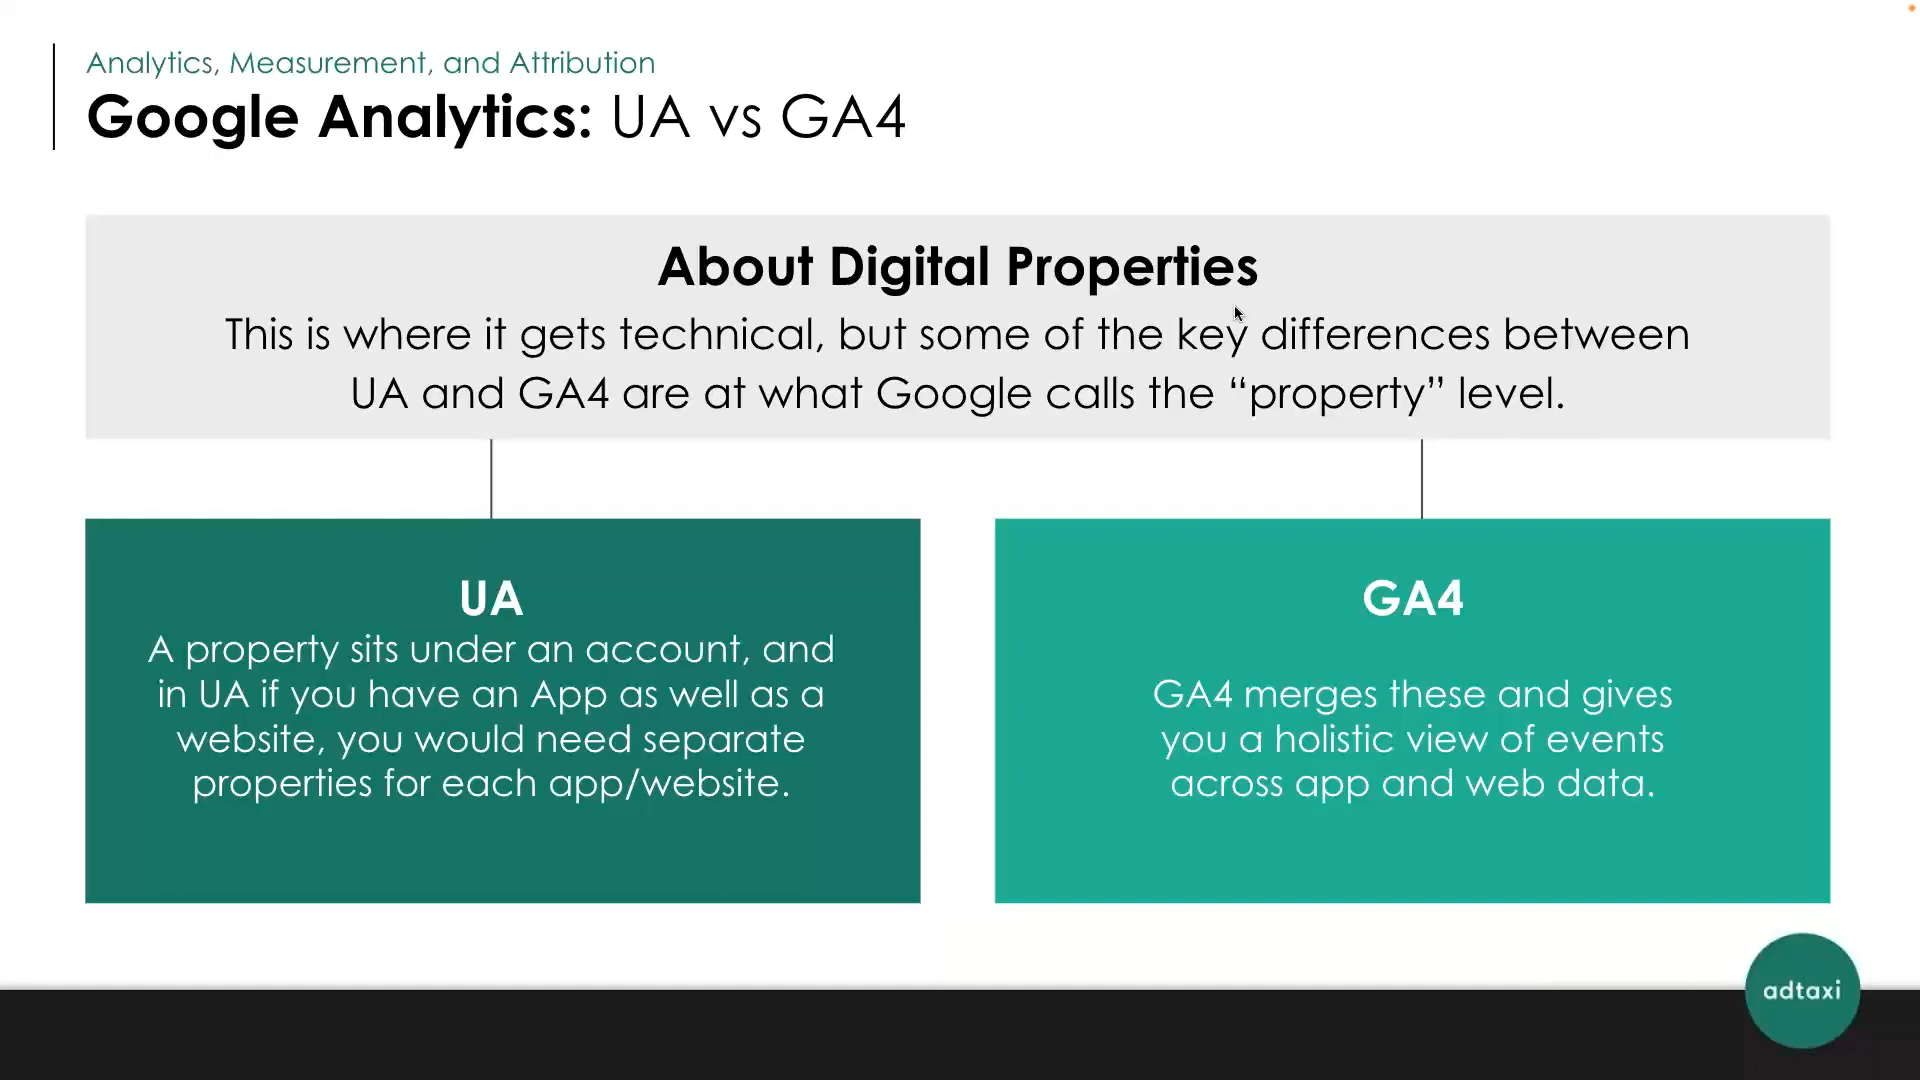 Analytics, Measurement, and Attribution
Google Analytics: UA vs GA4
About Digital Properties
This is where it gets technical, but some of the key differences between
UA and GA4 are at what Google calls the “property” level.
UA
A property sits under an account, and
in UA if you have an App as well as a
website, you would need separate
properties for each app/website.
GA4
GA4 merges these and gives
you a holistic view of events
across app and web data.
adtaxi